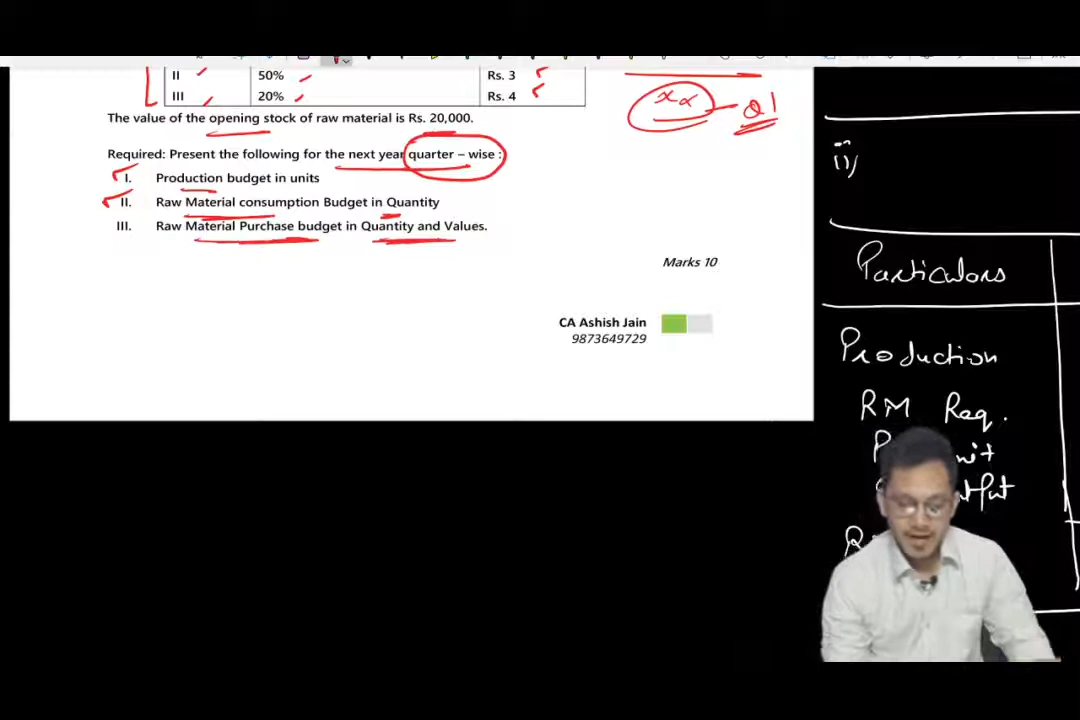 II 50% Rs. 3
III 20% Rs. 4
The value of the opening stock of raw material is Rs. 20,000.
Required: Present the following for the next year quarter – wise :
I. Production budget in units
II. Raw Material consumption Budget in Quantity
III. Raw Material Purchase budget in Quantity and Values.
Marks 10
CA Ashish Jain
9873649729
Q1
ii)
Particulars
Production
RM Req.